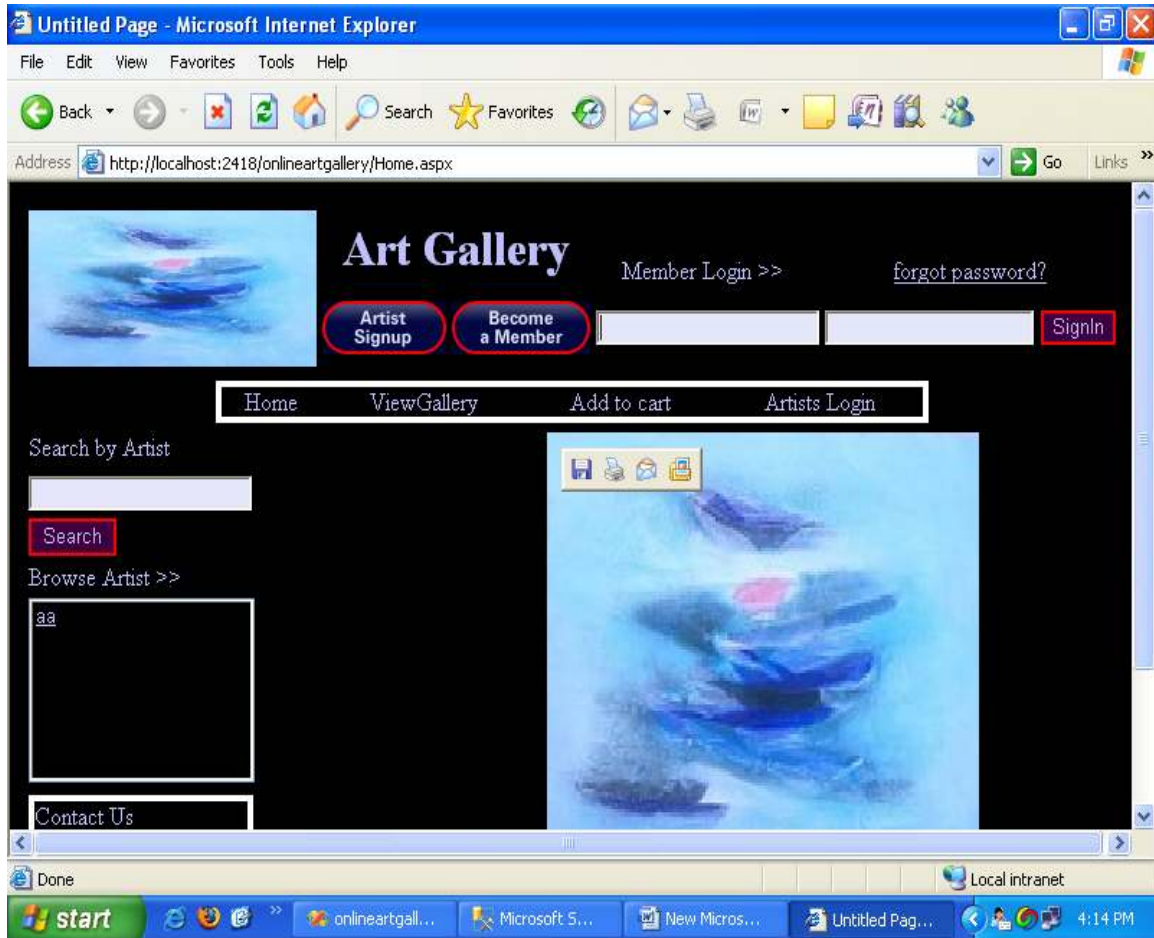 Untitled Page - Microsoft Internet Explorer
File Edit View Favorites Tools Help
Back Search Favorites
Address http://localhost:2418/onlineartgallery/Home.aspx Go Links »
Art Gallery
Member Login >> forgot password?
Artist Signup
Become a Member
SignIn
Home ViewGallery Add to cart Artists Login
Search by Artist
Search
Browse Artist >>
aa
Contact Us
Done Local intranet
start » onlineartgall... Microsoft S... New Micros... Untitled Pag... 4:14 PM